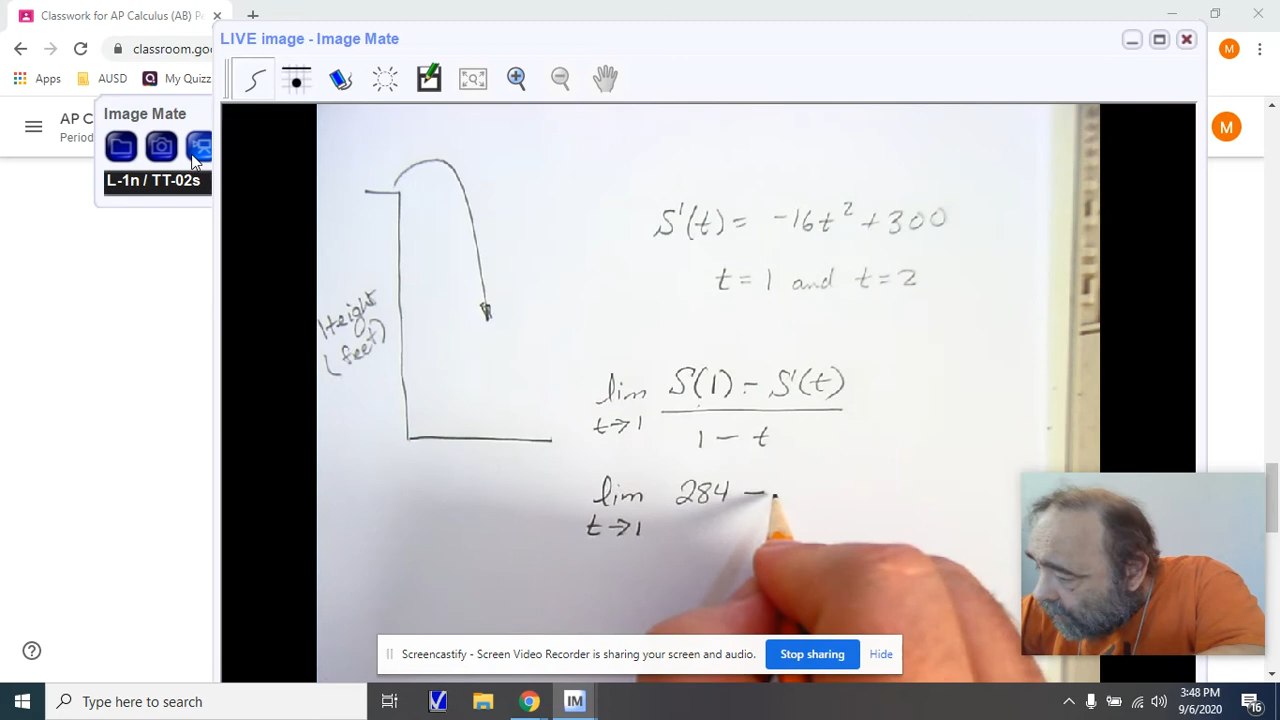 Classwork for AP Calculus (AB) P
classroom.go
M
Apps
AUSD
My Quizz
AP C
Period
M
Image Mate
L-1n / TT-02s
LIVE image - Image Mate
S(t) = -16t² + 300
t = 1 and t = 2
Height
(feet)
lim S(1) - S(t)
t→1 1 - t
lim 284 -
t→1
Screencastify - Screen Video Recorder is sharing your screen and audio.
Stop sharing
Hide
Type here to search
IM
3:48 PM
9/6/2020
16